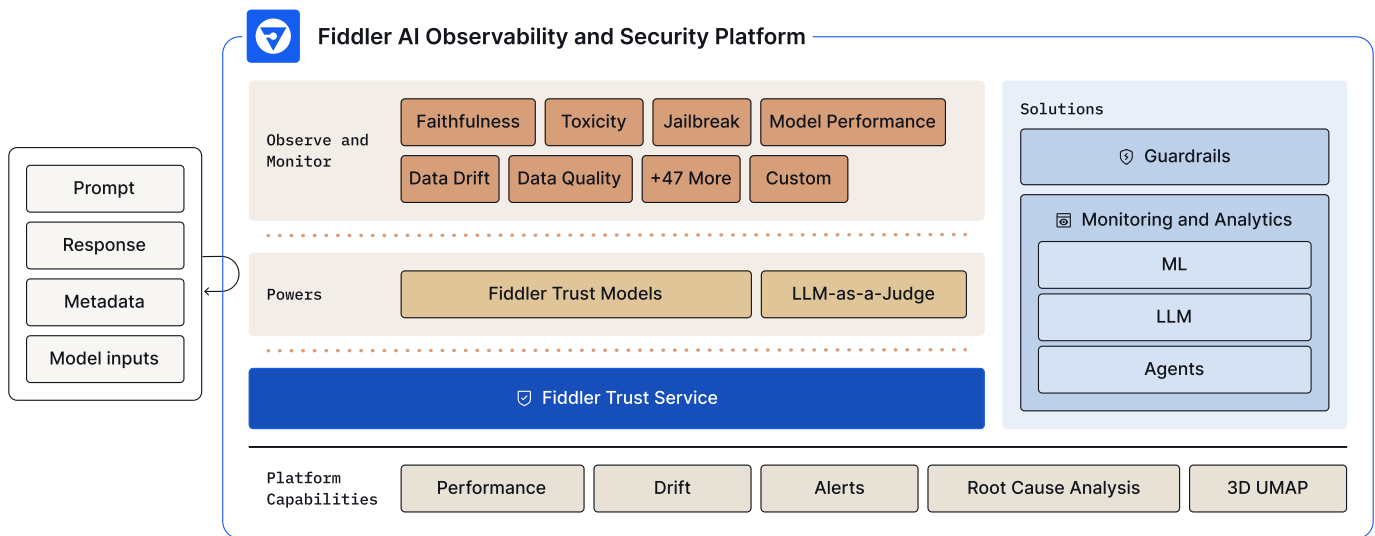 Fiddler AI Observability and Security Platform
Prompt
Response
Metadata
Model inputs
Observe and
Monitor
Faithfulness
Toxicity
Jailbreak
Model Performance
Data Drift
Data Quality
+47 More
Custom
Powers
Fiddler Trust Models
LLM-as-a-Judge
Fiddler Trust Service
Solutions
Guardrails
Monitoring and Analytics
ML
LLM
Agents
Platform
Capabilities
Performance
Drift
Alerts
Root Cause Analysis
3D UMAP